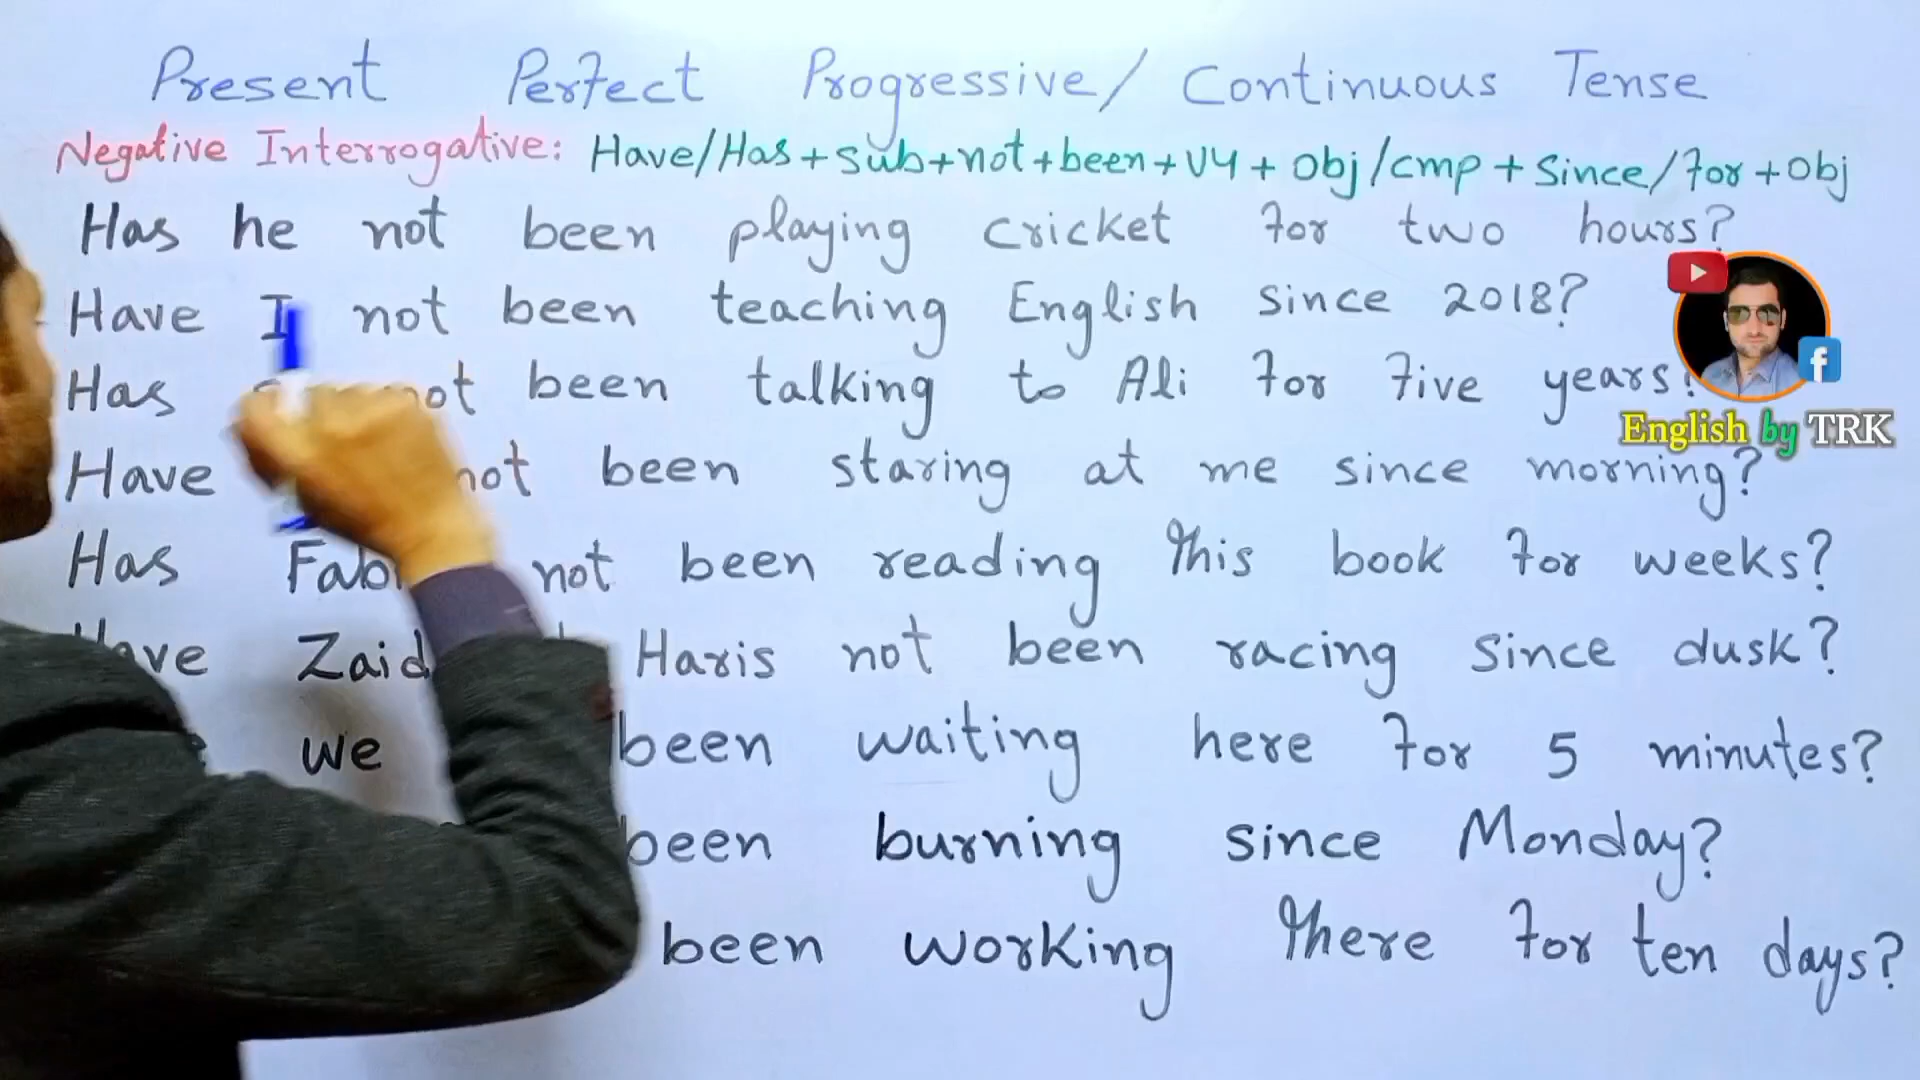 Present Perfect Progressive/ Continuous Tense
Negative Interrogative: Have/Has + Sub + not + been + V4 + Obj/cmp + Since/for + Obj
Has he not been playing cricket for two hours?
Have I not been teaching English since 2018?
Has not been talking to Ali for five years?
Have not been staring at me since morning?
Has not been reading this book for weeks?
Have Zaid Haris not been racing since dusk?
we been waiting here for 5 minutes?
been burning since Monday?
been working there for ten days?
English by TRK